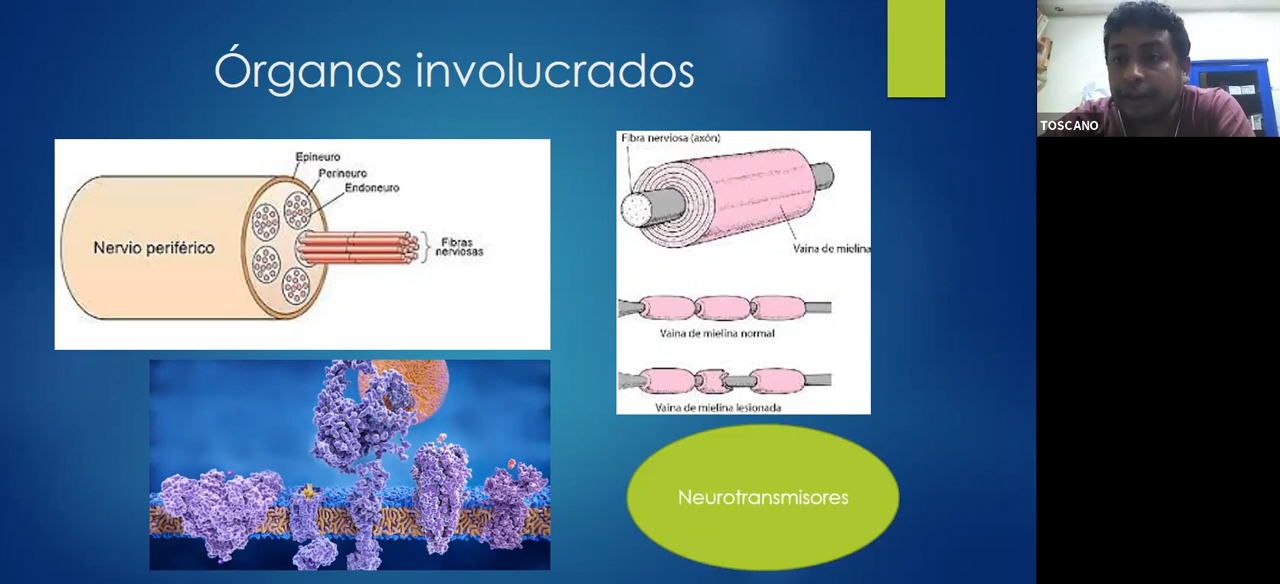 Órganos involucrados
Epineuro
Perineuro
Endoneuro
Nervio periférico
Fibras
nerviosas
Fibra nerviosa (axón)
Vaina de mielina
Vaina de mielina normal
Vaina de mielina lesionada
Neurotransmisores
TOSCANO